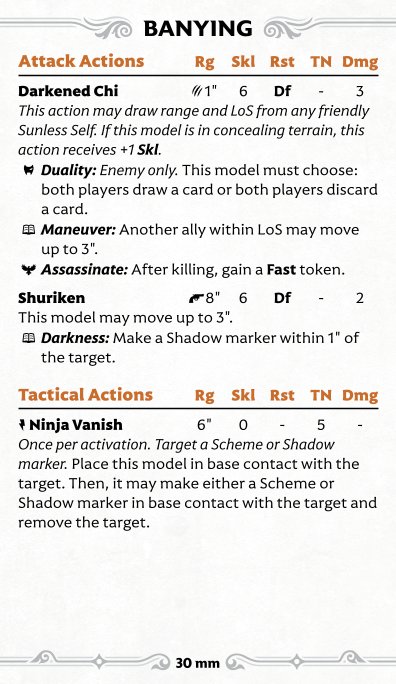 BANYING
Attack Actions Rg Skl Rst TN Dmg
Darkened Chi 1" 6 Df - 3
This action may draw range and LoS from any friendly
Sunless Self. If this model is in concealing terrain, this
action receives +1 Skl.
Duality: Enemy only. This model must choose:
both players draw a card or both players discard
a card.
Maneuver: Another ally within LoS may move
up to 3".
Assassinate: After killing, gain a Fast token.
Shuriken 8" 6 Df - 2
This model may move up to 3".
Darkness: Make a Shadow marker within 1" of
the target.
Tactical Actions Rg Skl Rst TN Dmg
Ninja Vanish 6" 0 - 5 -
Once per activation. Target a Scheme or Shadow
marker. Place this model in base contact with the
target. Then, it may make either a Scheme or
Shadow marker in base contact with the target and
remove the target.
30 mm